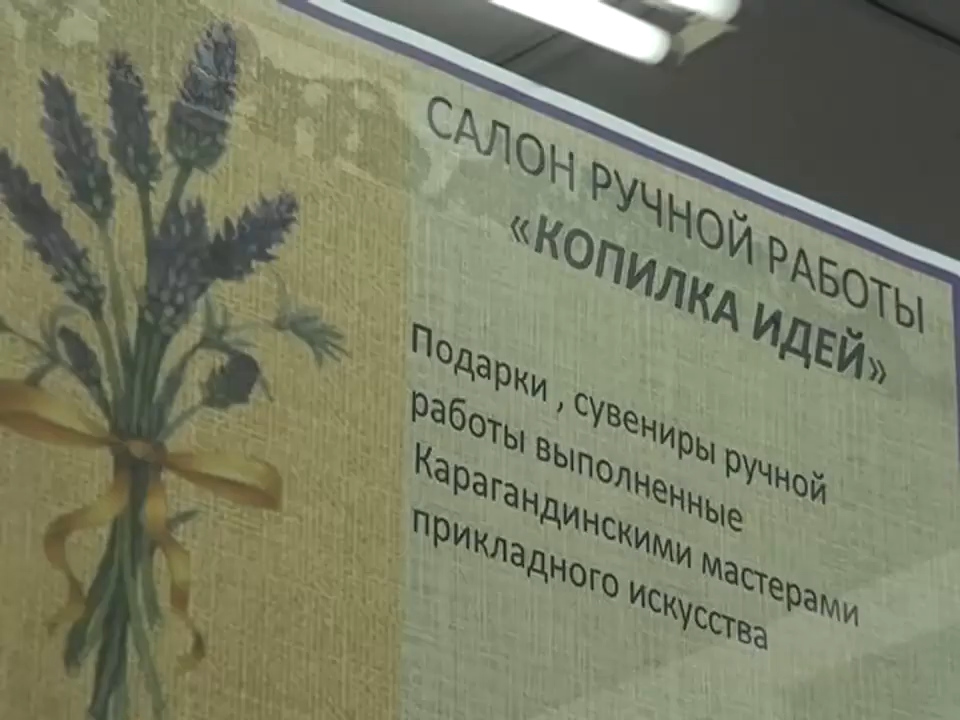 САЛОН РУЧНОЙ РАБОТЫ
«КОПИЛКА ИДЕЙ»
Подарки , сувениры ручной
работы выполненные
Карагандинскими мастерами
прикладного искусства